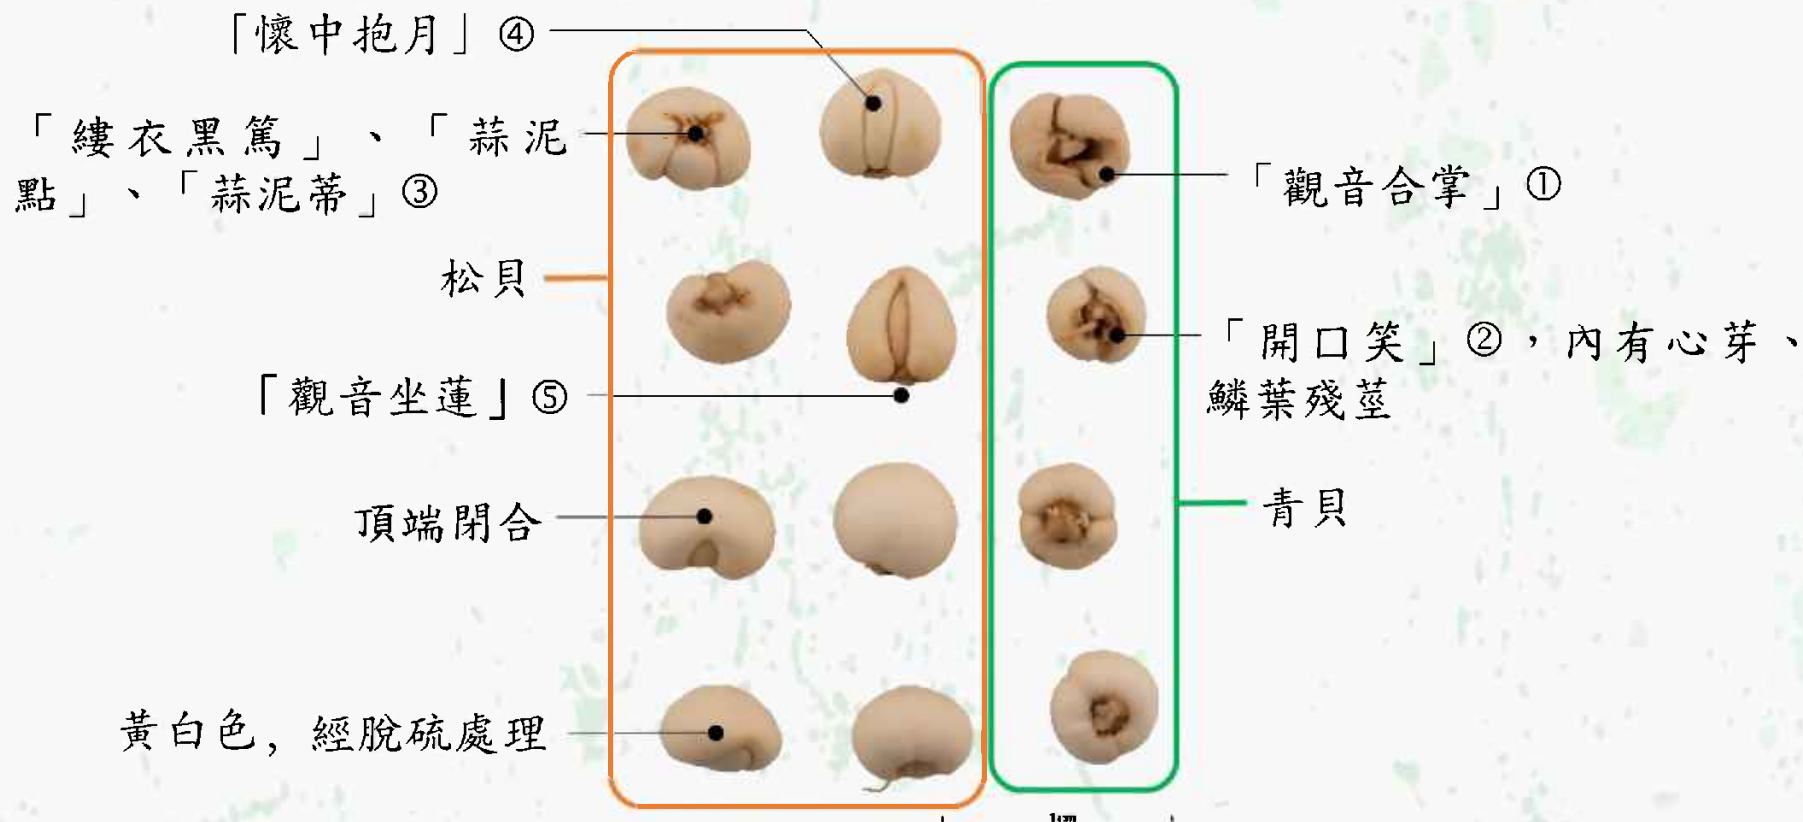 「懷中抱月」④
「縷衣黑篤」、「蒜泥
點」、「蒜泥蒂」③
松貝
「觀音坐蓮」⑤
頂端閉合
黃白色，經脫硫處理
「觀音合掌」①
「開口笑」②，內有心芽、
鱗葉殘莖
青貝